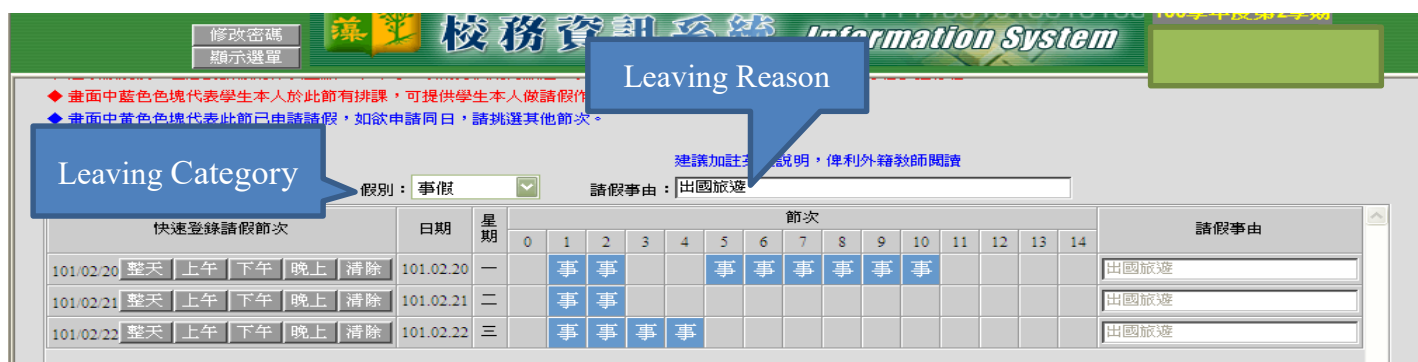 修改密碼
顯示選單
藻 校務資訊系統 Information System
100學年度第2學期
Leaving Reason
◆ 畫面中藍色色塊代表學生本人於此節有排課，可提供學生本人做請假作
◆ 畫面中黃色色塊代表此節已申請請假，如欲申請同日，請挑選其他節次。
建議加註 說明，俾利外籍教師閱讀
Leaving Category
假別： 事假 請假事由： 出國旅遊
快速登錄請假節次 日期 星期 節次 請假事由
0 1 2 3 4 5 6 7 8 9 10 11 12 13 14
101/02/20 整天 上午 下午 晚上 清除 101.02.20 一 事 事 事 事 事 事 事 事 出國旅遊
101/02/21 整天 上午 下午 晚上 清除 101.02.21 二 事 事 出國旅遊
101/02/22 整天 上午 下午 晚上 清除 101.02.22 三 事 事 事 事 出國旅遊